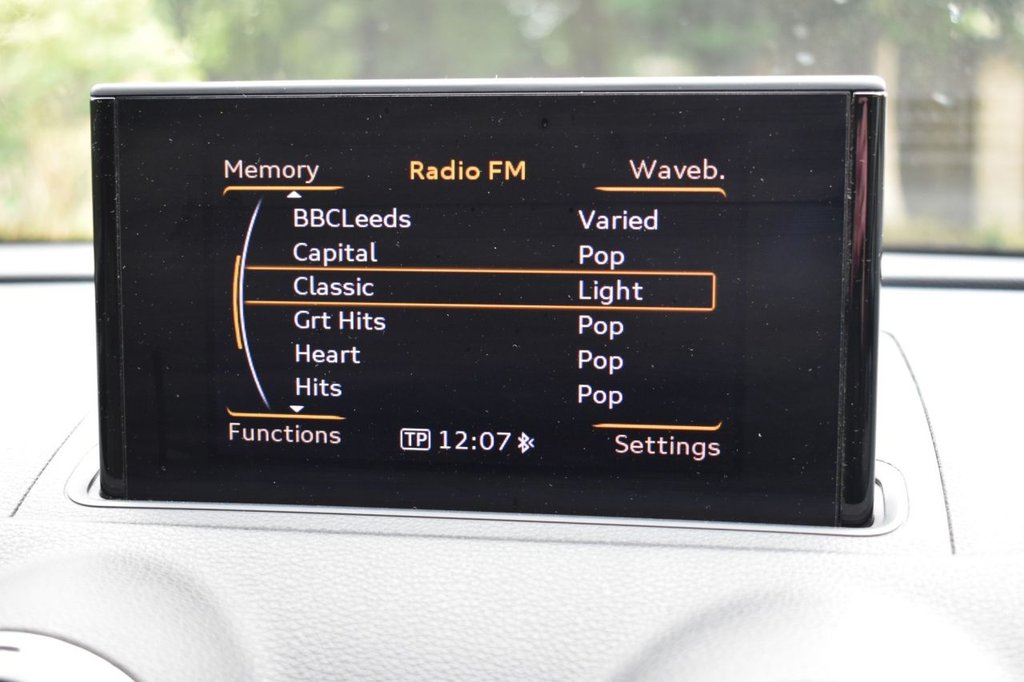 Memory Radio FM Waveb.
BBCLeeds Varied
Capital Pop
Classic Light
Grt Hits Pop
Heart Pop
Hits Pop
Functions TP 12:07 Settings